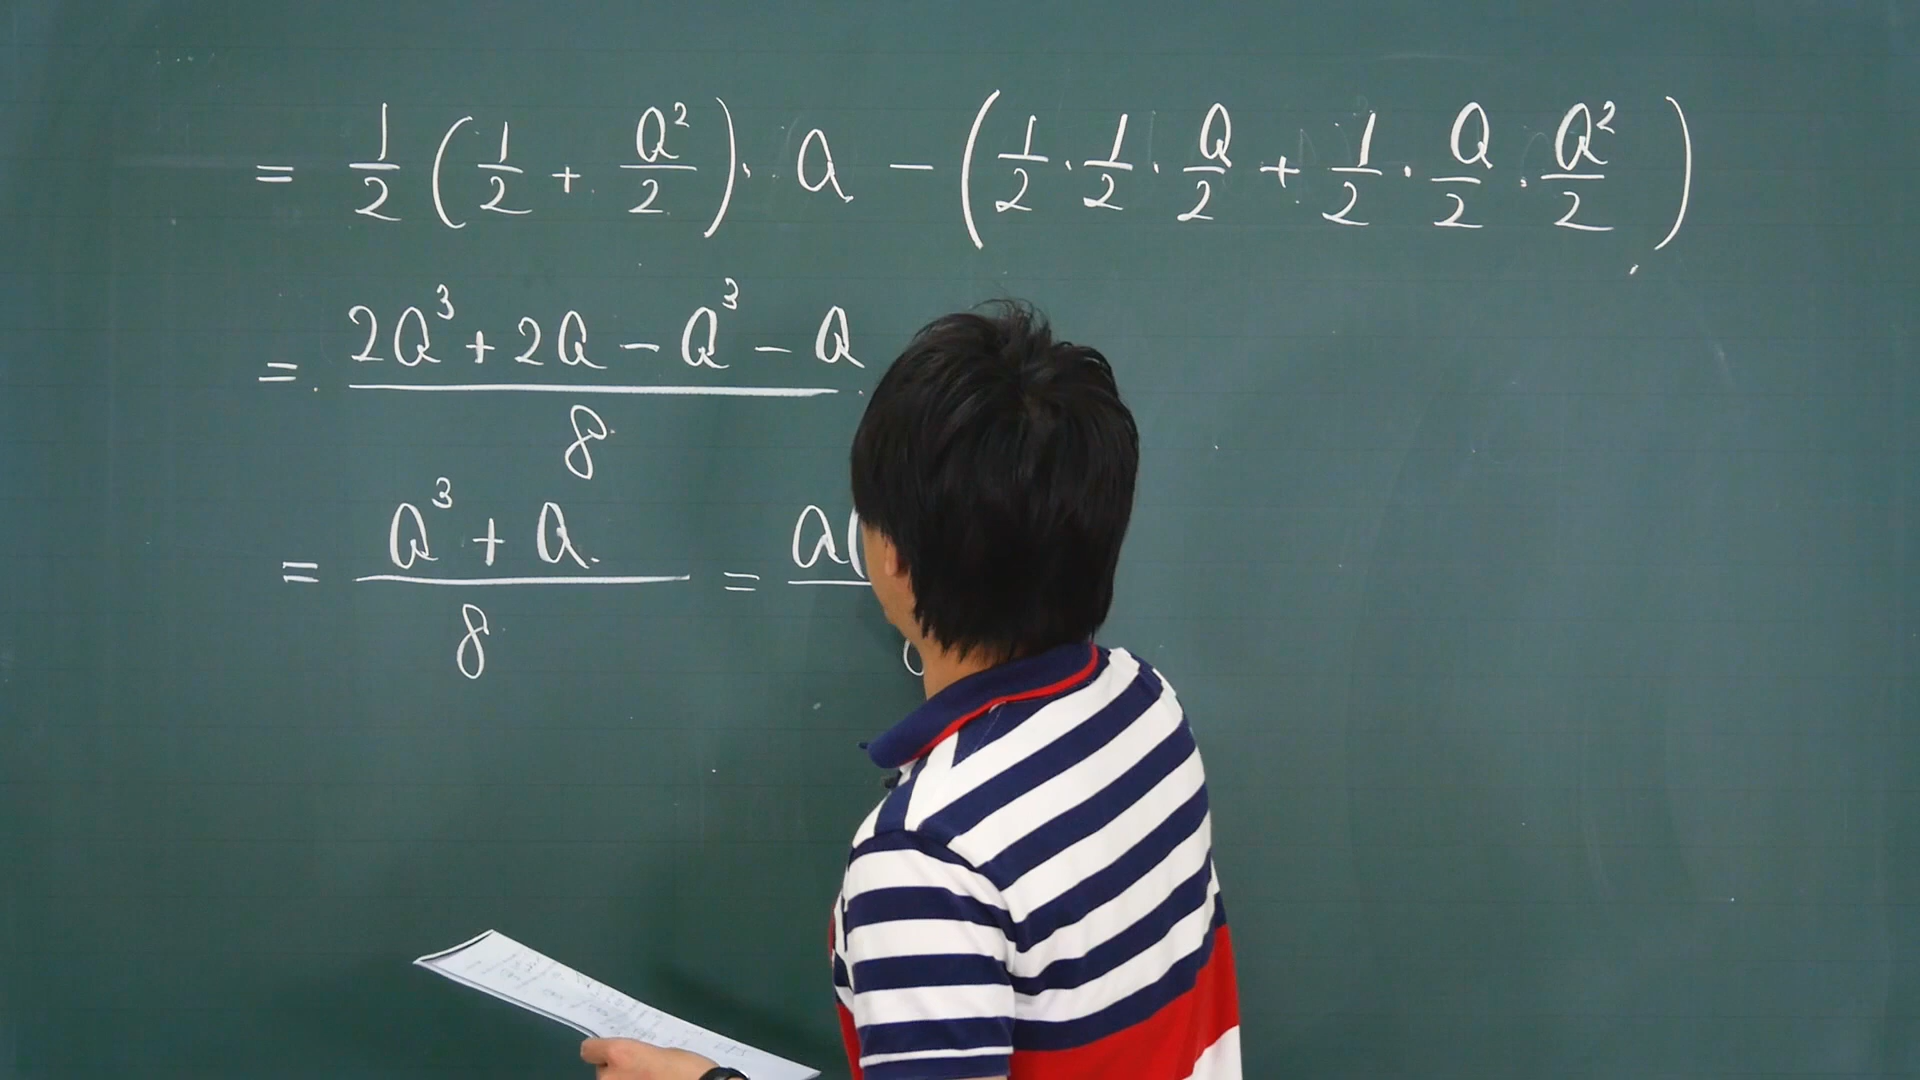 = 1/2 (1/2 + a²/2) · a − (1/2 · 1/2 · a/2 + 1/2 · a/2 · a²/2)
= (2a³ + 2a − a³ − a)/8
= (a³ + a)/8 = a(